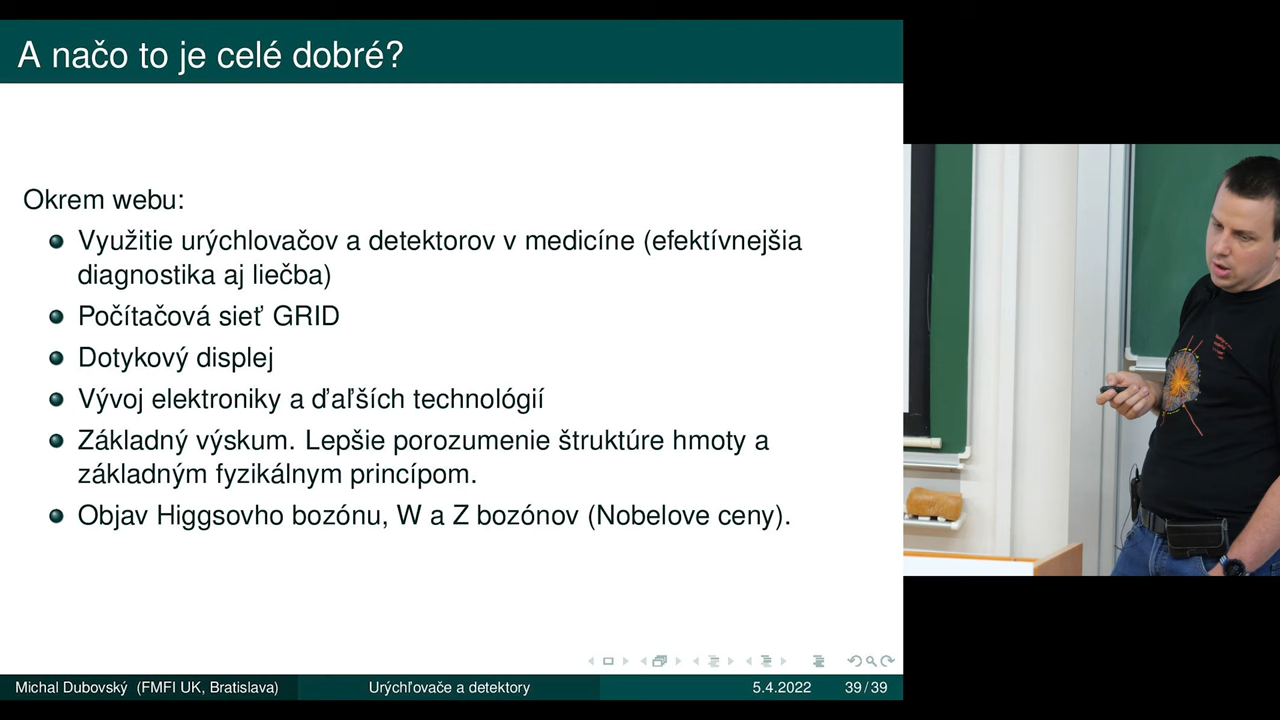 A načo to je celé dobré?
Okrem webu:
Využitie urýchlovačov a detektorov v medicíne (efektívnejšia
diagnostika aj liečba)
Počítačová sieť GRID
Dotykový displej
Vývoj elektroniky a ďaľších technológií
Základný výskum. Lepšie porozumenie štruktúre hmoty a
základným fyzikálnym princípom.
Objav Higgsovho bozónu, W a Z bozónov (Nobelove ceny).
Michal Dubovský (FMFI UK, Bratislava) Urýchľovače a detektory 5.4.2022 39/39